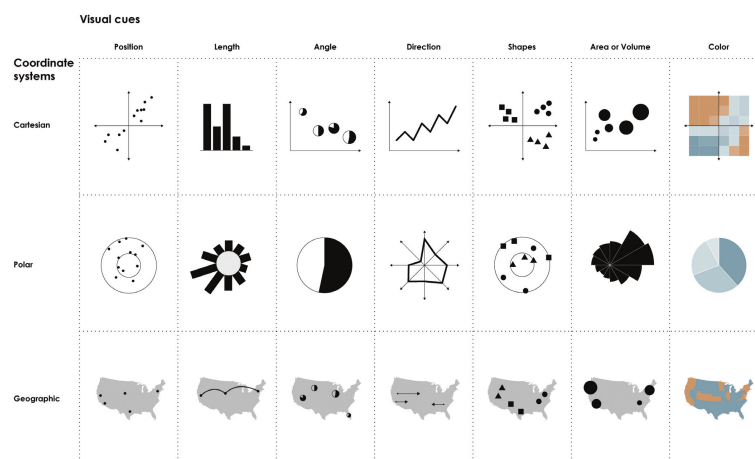 Visual cues
Position Length Angle Direction Shapes Area or Volume Color
Coordinate
systems
Cartesian
Polar
Geographic